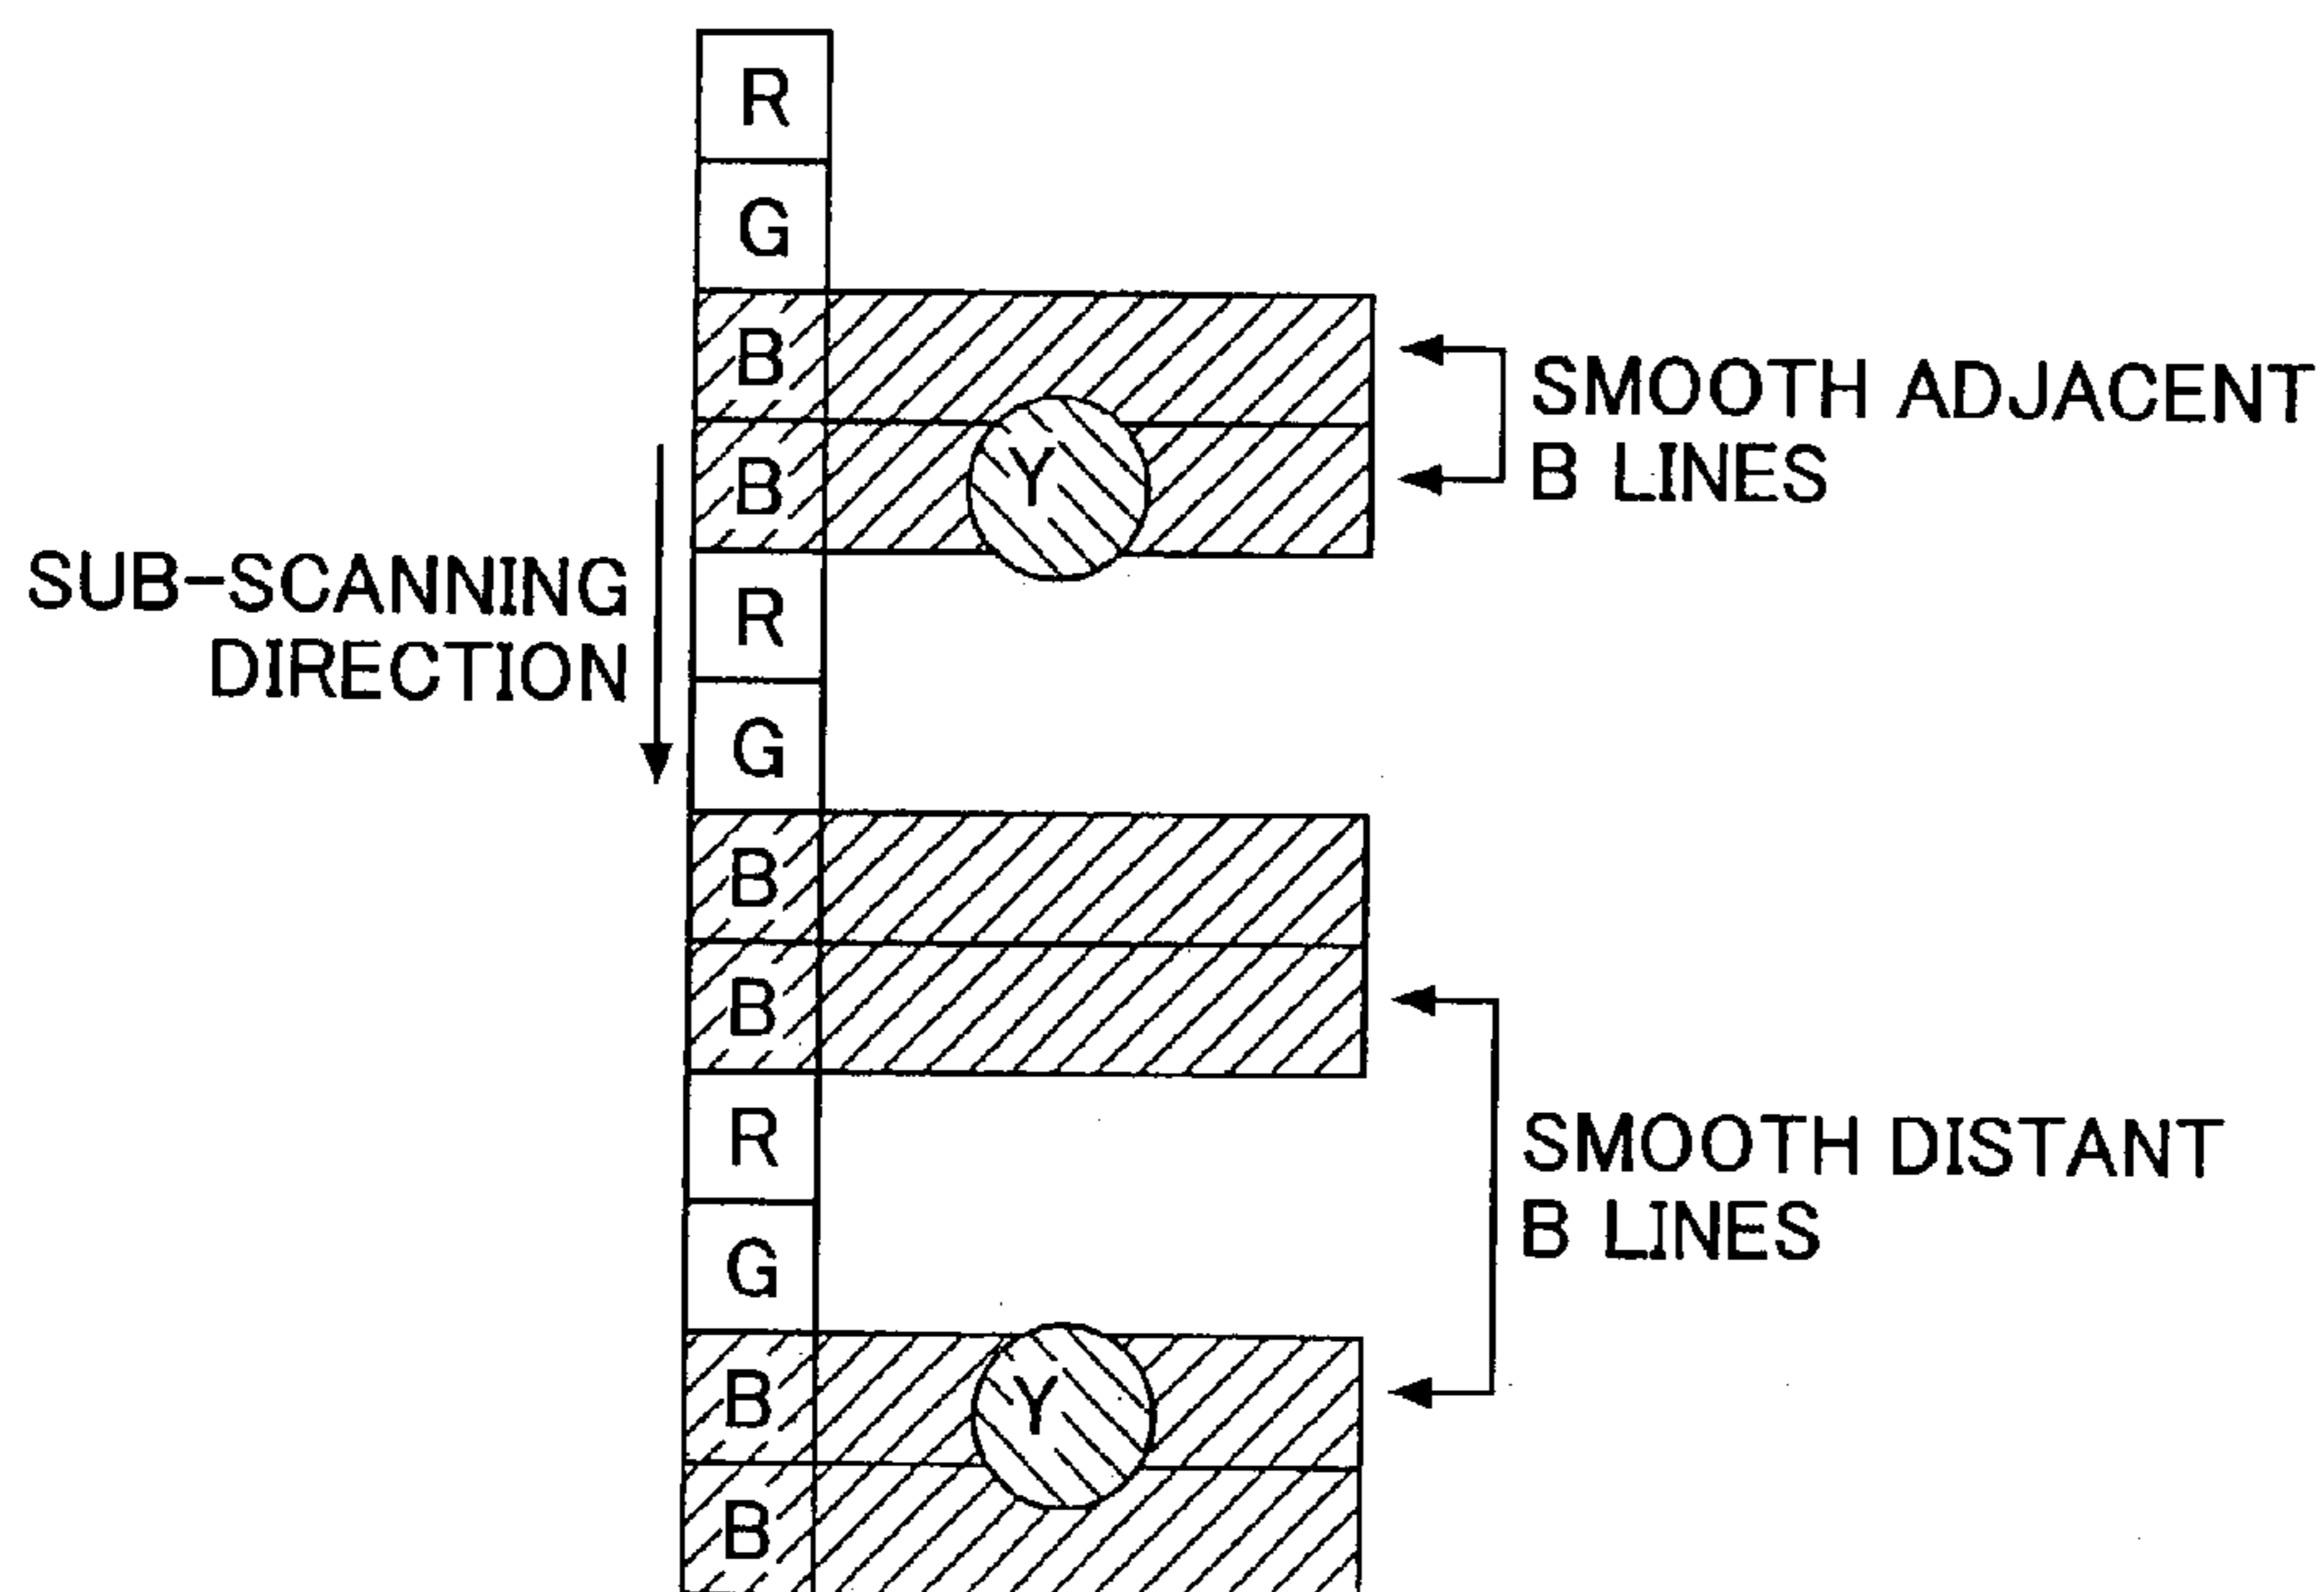 R
G
B
SMOOTH ADJACENT
B LINES
B
Y
SUB-SCANNING
DIRECTION
R
G
B
B
R
SMOOTH DISTANT
B LINES
G
B
Y
B